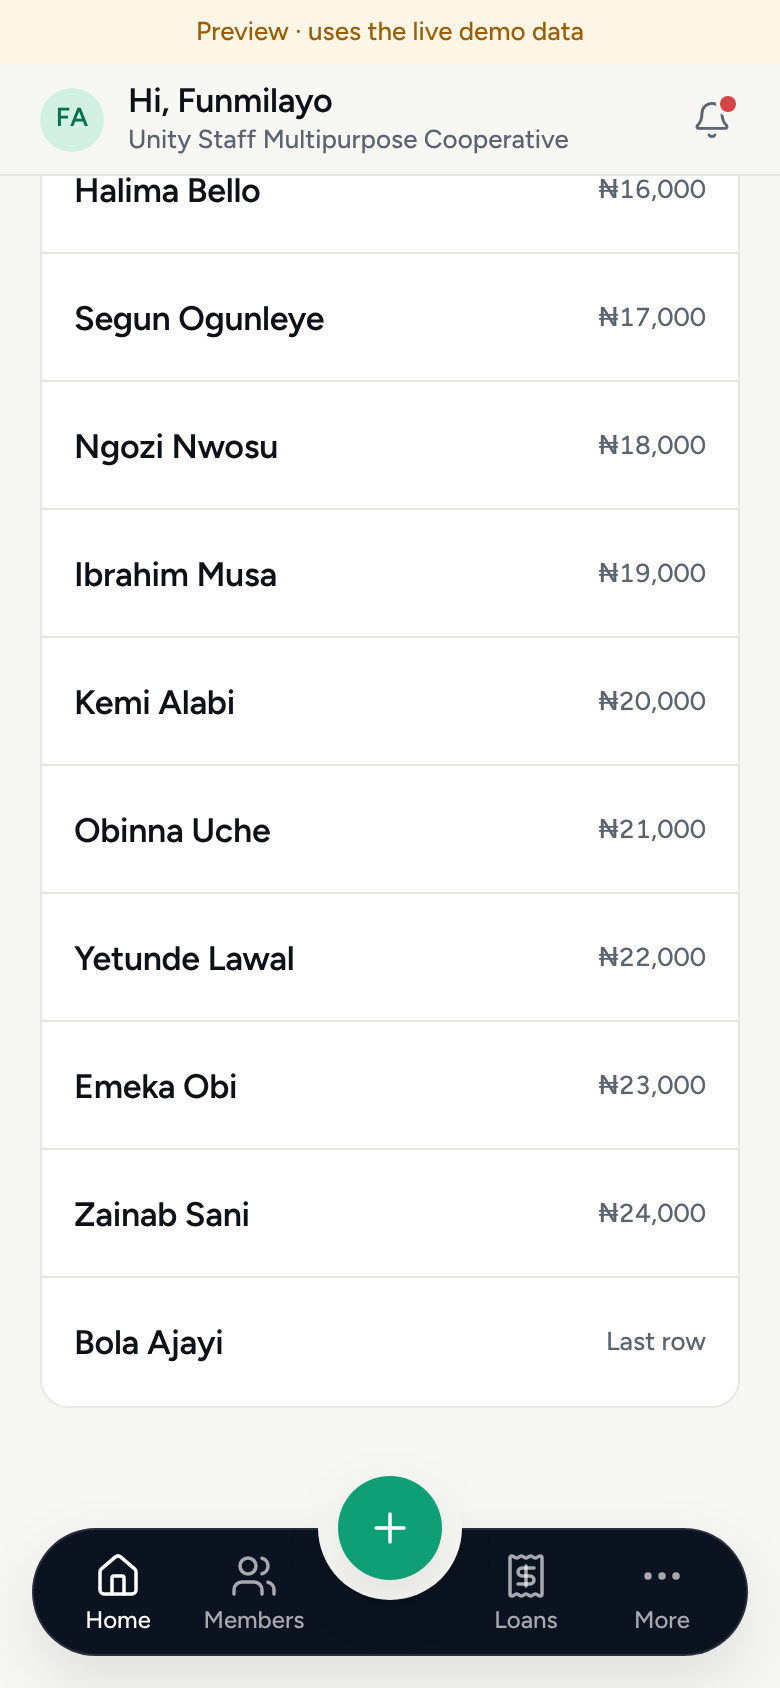 Preview · uses the live demo data
FA
Hi, Funmilayo
Unity Staff Multipurpose Cooperative
Halima Bello ₦16,000
Segun Ogunleye ₦17,000
Ngozi Nwosu ₦18,000
Ibrahim Musa ₦19,000
Kemi Alabi ₦20,000
Obinna Uche ₦21,000
Yetunde Lawal ₦22,000
Emeka Obi ₦23,000
Zainab Sani ₦24,000
Bola Ajayi Last row
Home Members Loans More